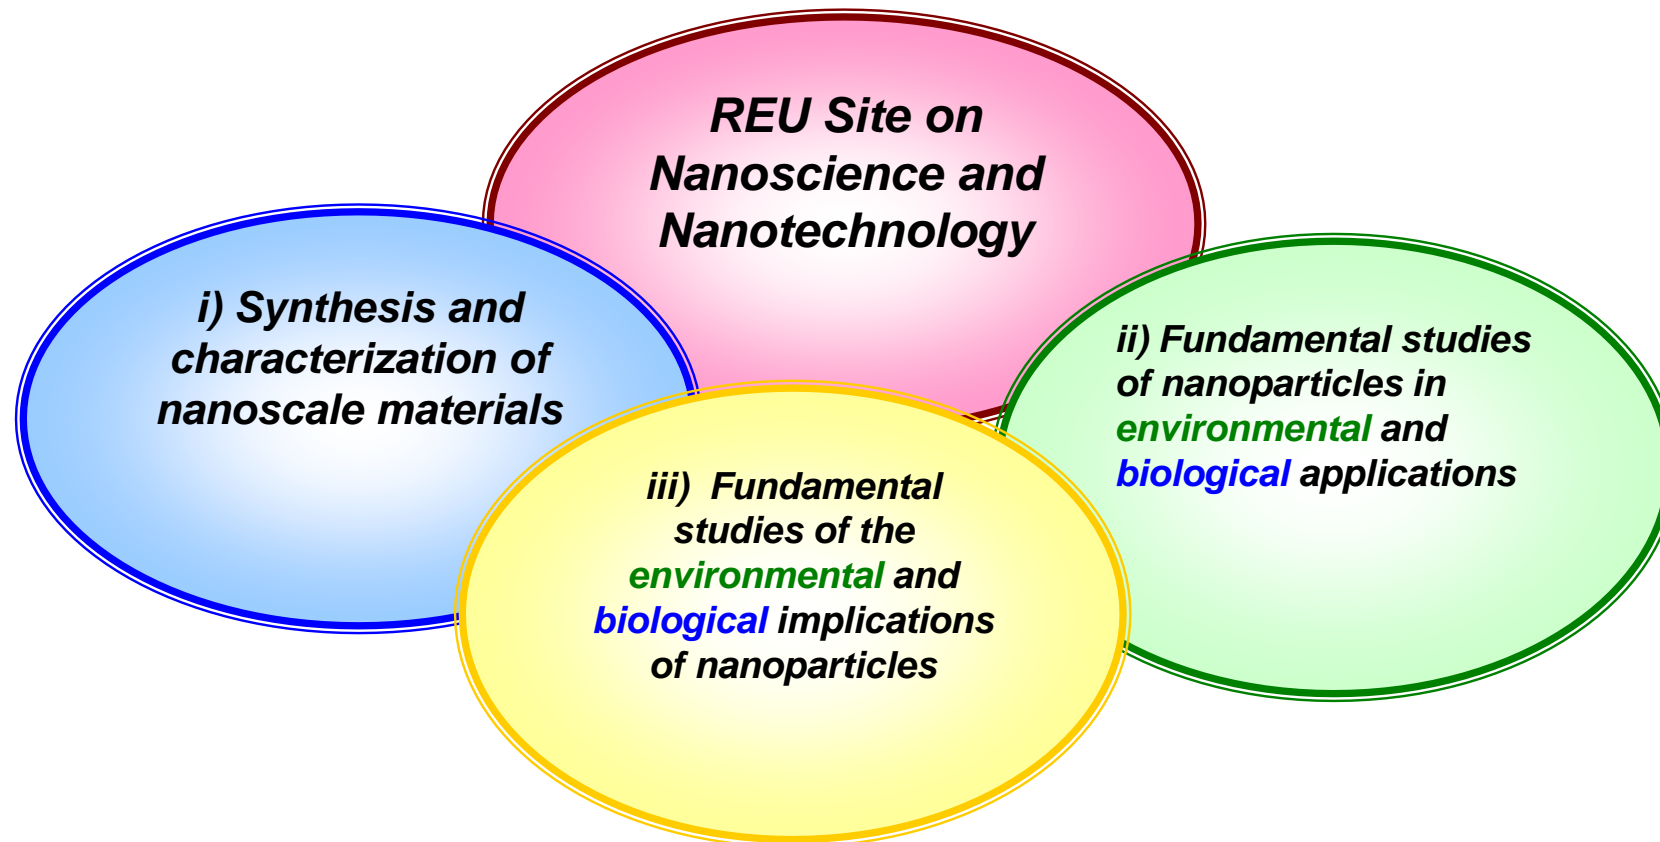 REU Site on
Nanoscience and
Nanotechnology
i) Synthesis and
characterization of
nanoscale materials
ii) Fundamental studies
of nanoparticles in
environmental and
biological applications
iii)  Fundamental
studies of the
environmental and
biological implications
of nanoparticles